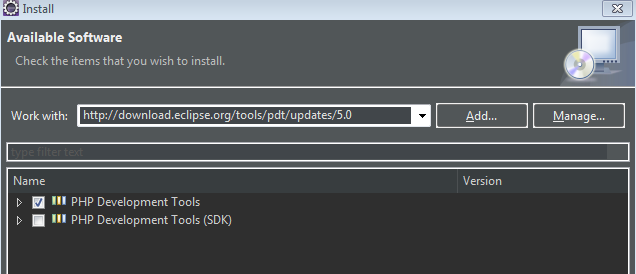 Install
Available Software
Check the items that you wish to install.
Work with: http://download.eclipse.org/tools/pdt/updates/5.0 Add... Manage...
type filter text
Name Version
PHP Development Tools
PHP Development Tools (SDK)